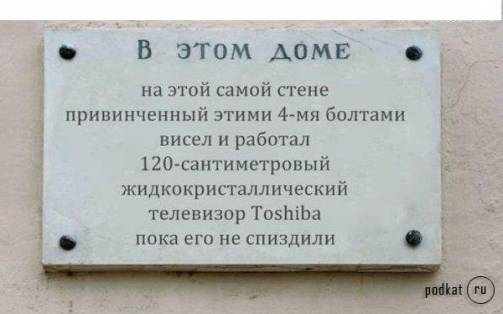 В ЭТОМ ДОМЕ
на этой самой стене
привинченный этими 4-мя болтами
висел и работал
120-сантиметровый
жидкокристаллический
телевизор Toshiba
пока его не спиздили
podkat ru